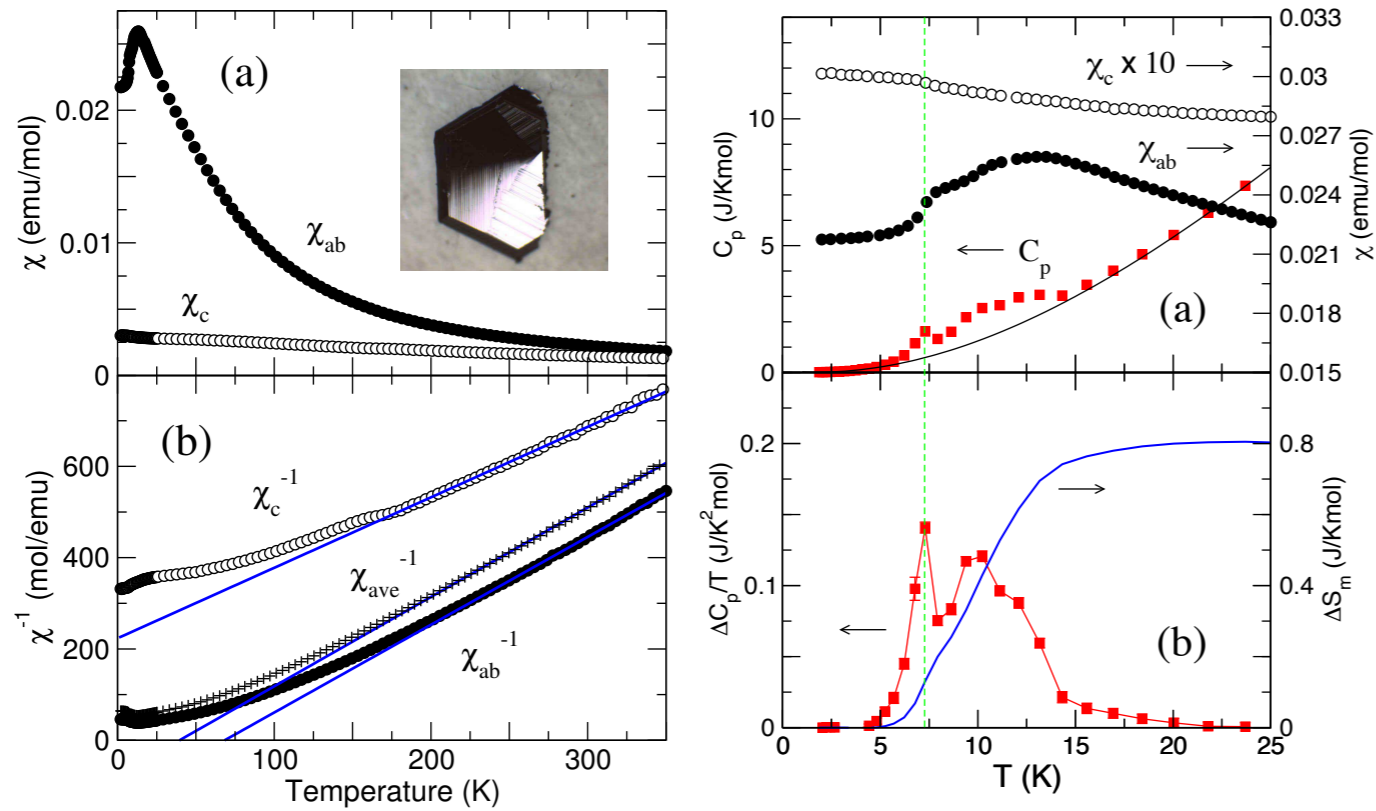 (a)
χ (emu/mol)
0.02
0.01
0
χab
χc
(b)
χ⁻¹ (mol/emu)
600
400
200
0
χc⁻¹
χave⁻¹
χab⁻¹
0 100 200 300
Temperature (K)
Cp (J/Kmol)
10
5
0
χc x 10 →
χab →
← Cp
(a)
0.033
0.030
0.027
0.024
0.021
0.018
0.015
χ (emu/mol)
ΔCp/T (J/K²mol)
0.2
0.1
0
←
→
(b)
0.8
0.4
0
ΔSm (J/Kmol)
0 5 10 15 20 25
T (K)